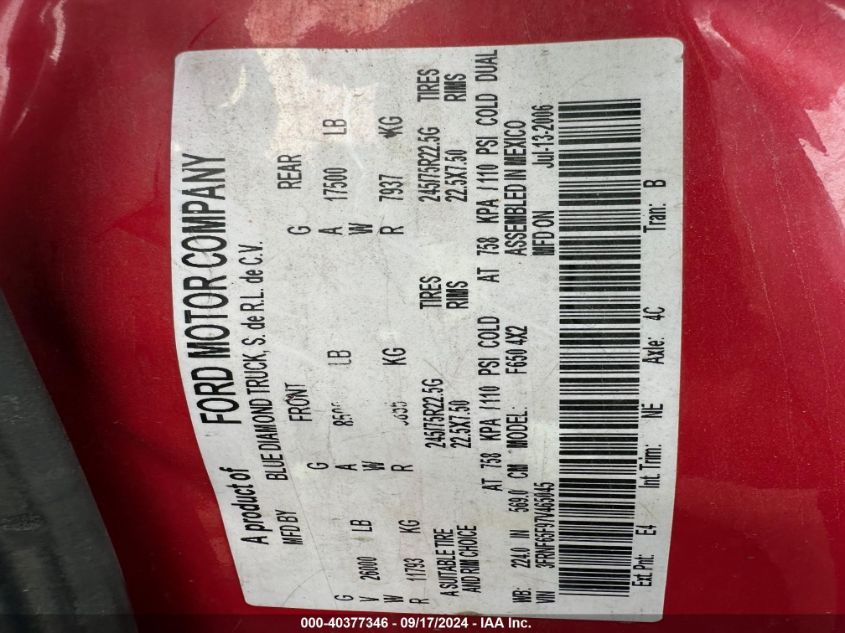 A product of FORD MOTOR COMPANY
MFD BY BLUE DIAMOND TRUCK, S. de R.L. de C.V.
FRONT REAR
G G G
V 26000 LB A LB A 17500 LB
W W
R 11793 KG R KG R 7937 KG
A SUITABLE TIRE 245/75R22.5G TIRES 245/75R22.5G TIRES
AND RIM CHOICE 22.5X7.50 RIMS 22.5X7.50 RIMS
AT 758 KPA / 110 PSI COLD AT 758 KPA / 110 PSI COLD DUAL
WB: 224.0 IN 569.0 CM MODEL: F650 4X2 ASSEMBLED IN MEXICO
VIN 3FRNF65F97V463045 MFD ON Jul-13-2006
Ext. Pnt: E4 Int. Trim: NE Axle: 4C Tran: B
000-40377346 - 09/17/2024 - IAA Inc.